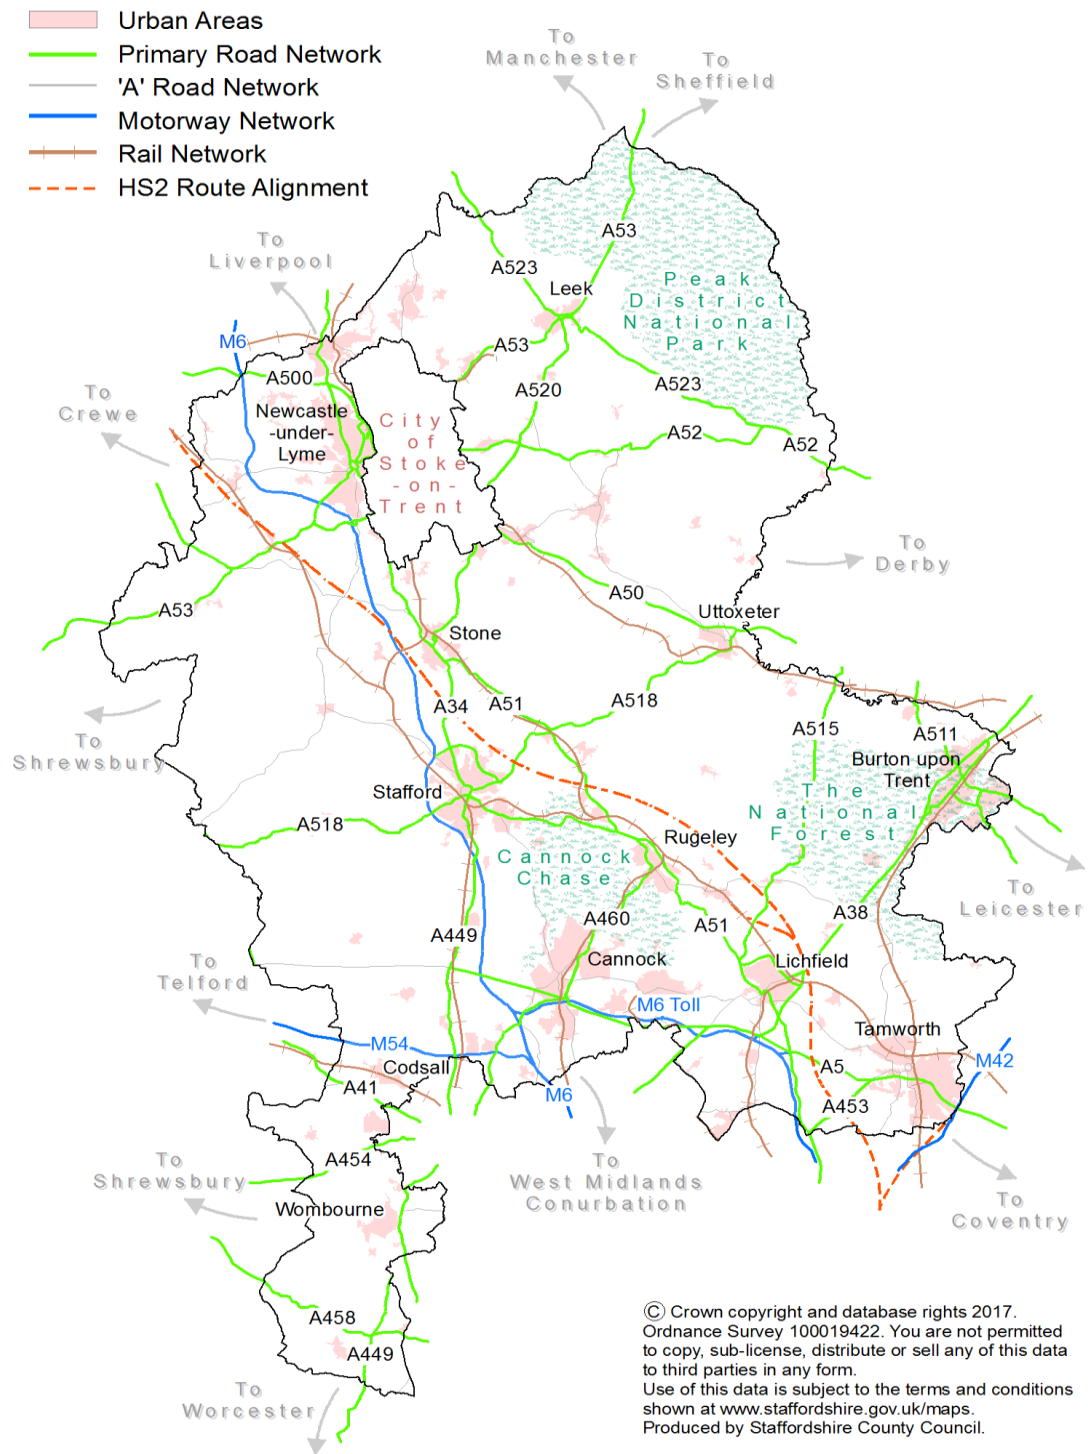 Urban Areas
Primary Road Network
'A' Road Network
Motorway Network
Rail Network
HS2 Route Alignment
To
Manchester
To
Sheffield
To
Liverpool
A53
A523
Leek
Peak
District
National
Park
M6
A53
A500
A520
A523
To
Crewe
Newcastle
-under-
Lyme
City
of
Stoke
-on-
Trent
A52
A52
To
Derby
A50
A53
Uttoxeter
Stone
A34
A51
A518
A515
A511
To
Shrewsbury
Burton upon
Trent
Stafford
The
National
Forest
A518
Rugeley
Cannock
Chase
To
Leicester
A460
A51
A38
A449
Cannock
Lichfield
To
Telford
M6 Toll
Tamworth
M54
M42
Codsall
A5
A41
M6
A453
A454
To
Shrewsbury
To
West Midlands
Conurbation
To
Coventry
Wombourne
A458
A449
To
Worcester
© Crown copyright and database rights 2017.
Ordnance Survey 100019422. You are not permitted
to copy, sub-license, distribute or sell any of this data
to third parties in any form.
Use of this data is subject to the terms and conditions
shown at www.staffordshire.gov.uk/maps.
Produced by Staffordshire County Council.